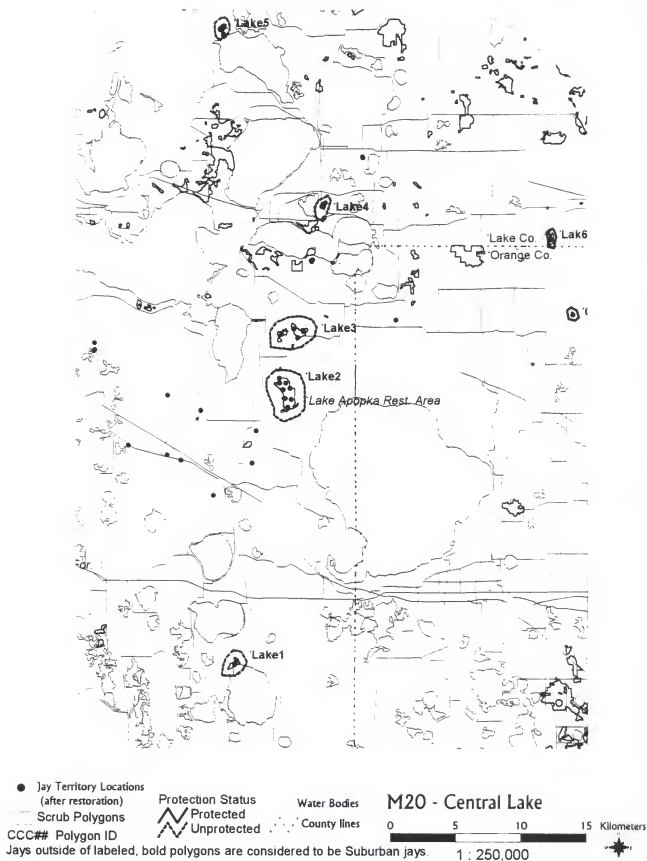 Lake5
Lake4
Lake Co.
Lak6
Orange Co.
Lake3
Lake2
Lake Apopka Rest. Area
Lake1
Jay Territory Locations
(after restoration)
Scrub Polygons
CCC## Polygon ID
Protection Status
Protected
Unprotected
Water Bodies
County lines
M20 - Central Lake
0 5 10 15 Kilometers
1 : 250,000
Jays outside of labeled, bold polygons are considered to be Suburban jays.